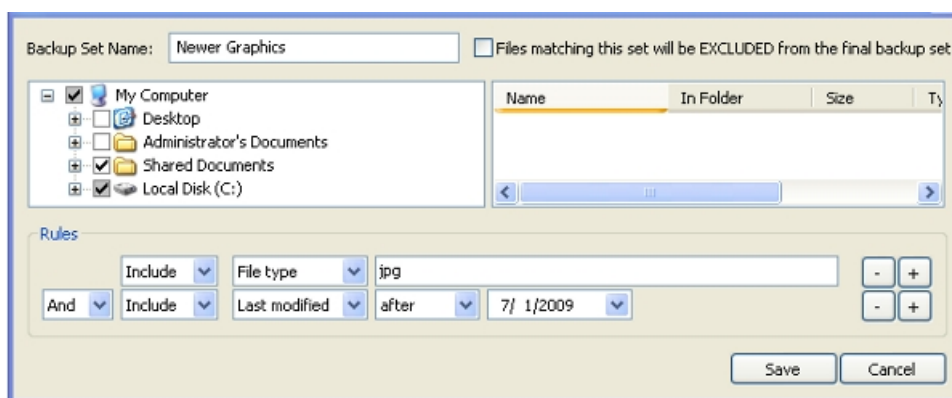 Backup Set Name: Newer Graphics Files matching this set will be EXCLUDED from the final backup set
My Computer
Desktop
Administrator's Documents
Shared Documents
Local Disk (C:)
Name In Folder Size Ty
Rules
Include File type jpg - +
And Include Last modified after 7/ 1/2009 - +
Save Cancel